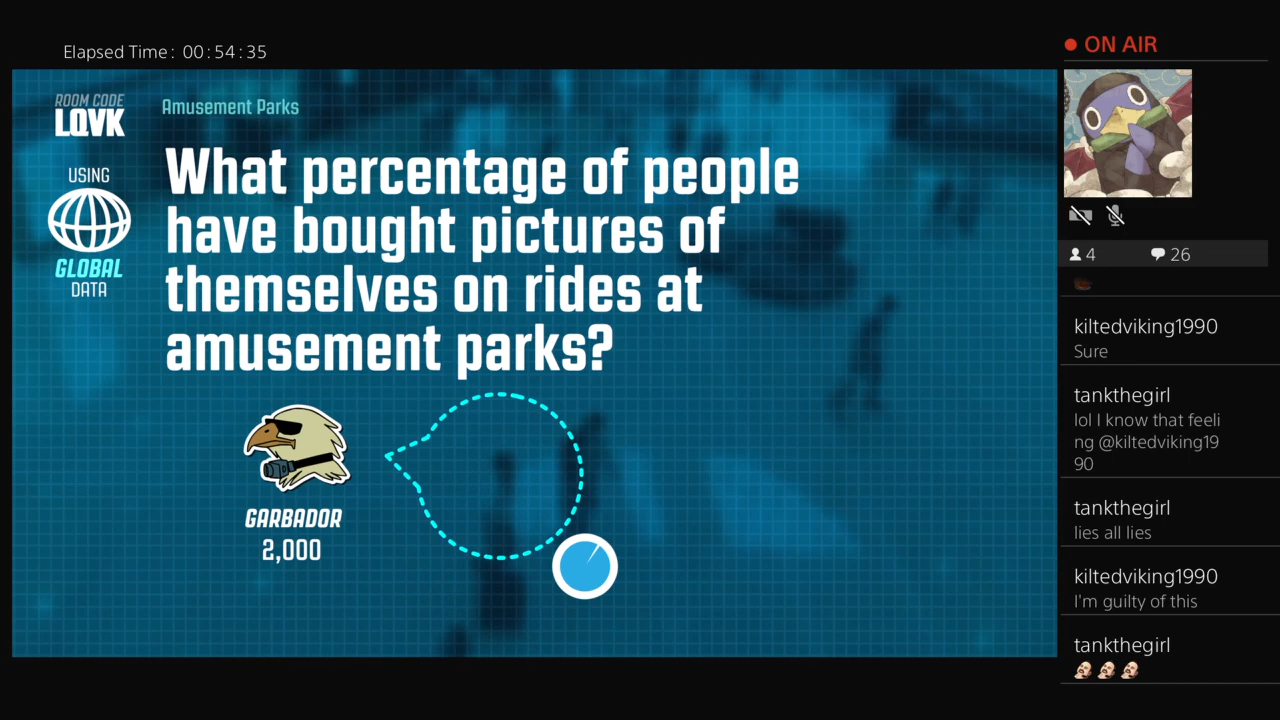 Elapsed Time: 00:54:35
ON AIR
ROOM CODE
LQVK
Amusement Parks
USING
GLOBAL
DATA
What percentage of people
have bought pictures of
themselves on rides at
amusement parks?
GARBADOR
2,000
4
26
kiltedviking1990
Sure
tankthegirl
lol I know that feeli
ng @kiltedviking19
90
tankthegirl
lies all lies
kiltedviking1990
I'm guilty of this
tankthegirl